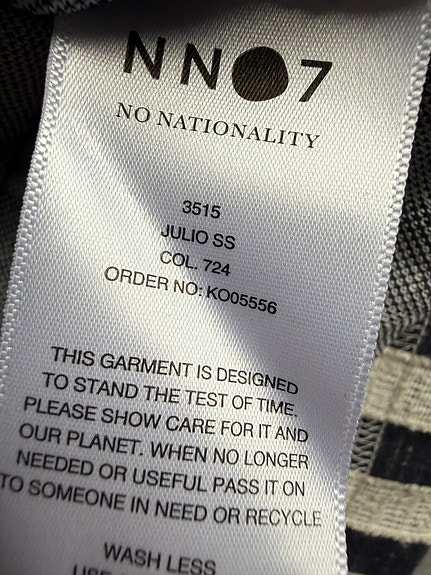 NN●7
NO NATIONALITY
3515
JULIO SS
COL. 724
ORDER NO: KO05556
THIS GARMENT IS DESIGNED
TO STAND THE TEST OF TIME.
PLEASE SHOW CARE FOR IT AND
OUR PLANET. WHEN NO LONGER
NEEDED OR USEFUL PASS IT ON
TO SOMEONE IN NEED OR RECYCLE
WASH LESS